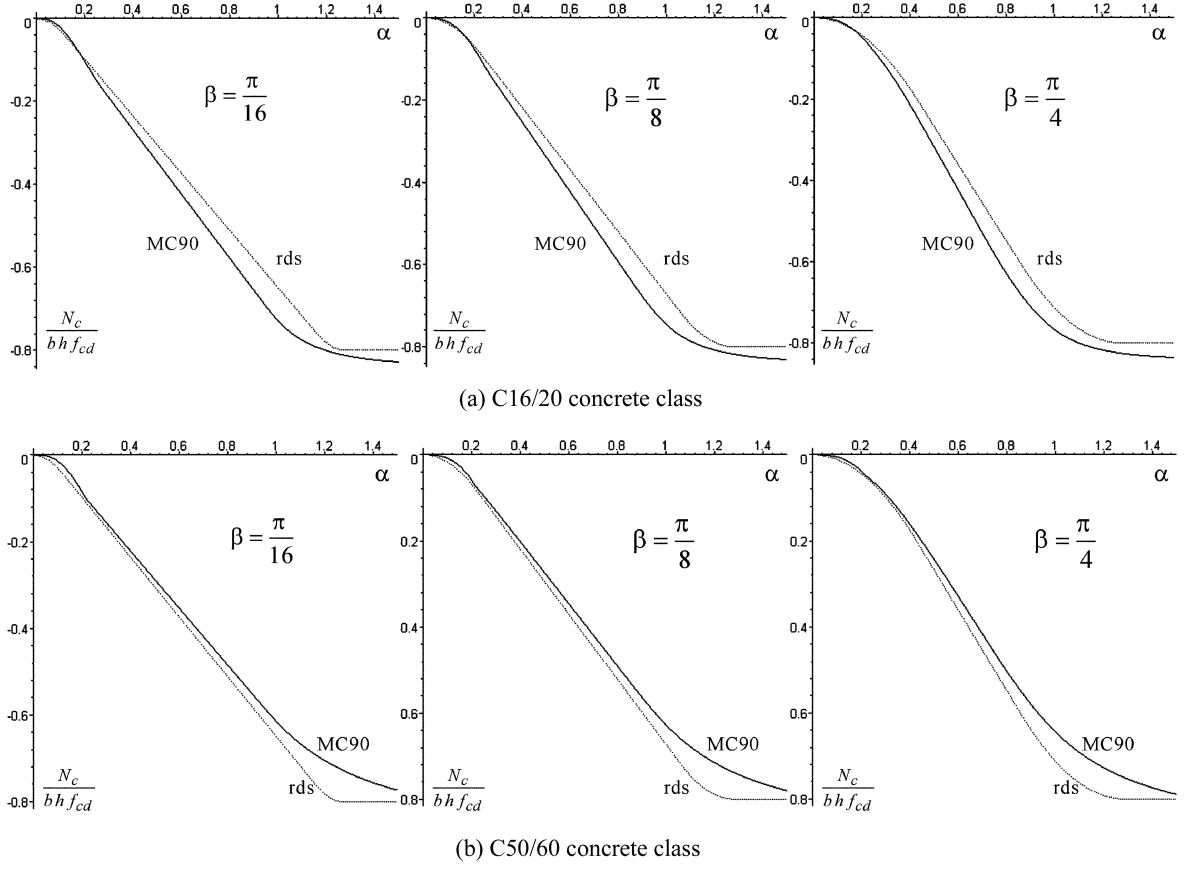 0.2 0.4 0.6 0.8 1 1.2 1.4
0
α
β = π/16
-0.2
-0.4
MC90
rds
-0.6
N_c / b h f_cd
-0.8
0.2 0.4 0.6 0.8 1 1.2 1.4
0
α
β = π/8
-0.2
-0.4
MC90
rds
-0.6
N_c / b h f_cd
-0.8
0.2 0.4 0.6 0.8 1 1.2 1.4
0
α
β = π/4
-0.2
-0.4
MC90
rds
-0.6
N_c / b h f_cd
-0.8
(a) C16/20 concrete class
0.2 0.4 0.6 0.8 1 1.2 1.4
0
α
β = π/16
-0.2
-0.4
-0.6
MC90
N_c / b h f_cd
rds
-0.8
0.2 0.4 0.6 0.8 1 1.2 1.4
0
α
β = π/8
0.2
0.4
0.6
MC90
N_c / b h f_cd
rds
0.8
0.2 0.4 0.6 0.8 1 1.2 1.4
0
α
β = π/4
0.2
0.4
0.6
MC90
N_c / b h f_cd
rds
0.8
(b) C50/60 concrete class